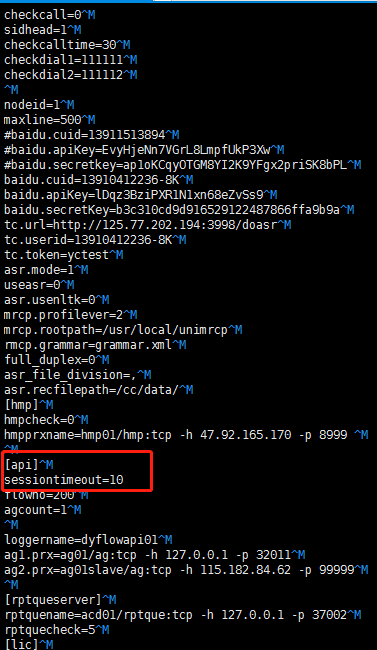 checkcall=0^M
sidhead=1^M
checkcalltime=30^M
checkdial1=111111^M
checkdial2=111112^M
^M
nodeid=1^M
maxline=500^M
#baidu.cuid=13911513894^M
#baidu.apiKey=EvyHjeNn7VGrL8LmpfUkP3Xw^M
#baidu.secretkey=ap1oKCqyOTGM8YI2K9YFgx2priSK8bPL^M
baidu.cuid=13910412236-8K^M
baidu.apiKey=lDqz3BziPXR1N1xn68eZvSs9^M
baidu.secretKey=b3c310cd9d916529122487866ffa9b9a^M
tc.url=http://125.77.202.194:3998/doasr^M
tc.userid=13910412236-8K^M
tc.token=yctest^M
asr.mode=1^M
useasr=0^M
asr.usenltk=0^M
mrcp.profilever=2^M
mrcp.rootpath=/usr/local/unimrcp^M
rmcp.grammar=grammar.xml^M
full_duplex=0^M
asr_file_division=,^M
asr.recfilepath=/cc/data/^M
[hmp]^M
hmpcheck=0^M
hmpprxname=hmp01/hmp:tcp -h 47.92.165.170 -p 8999 ^M
^M
[api]^M
sessiontimeout=10
flowno=200^M
agcount=1^M
^M
loggername=dyflowapi01^M
ag1.prx=ag01/ag:tcp -h 127.0.0.1 -p 32011^M
ag2.prx=ag01slave/ag:tcp -h 115.182.84.62 -p 99999^M
^M
[rptqueserver]^M
rptquename=acd01/rptque:tcp -h 127.0.0.1 -p 37002^M
rptquecheck=5^M
[lic]^M